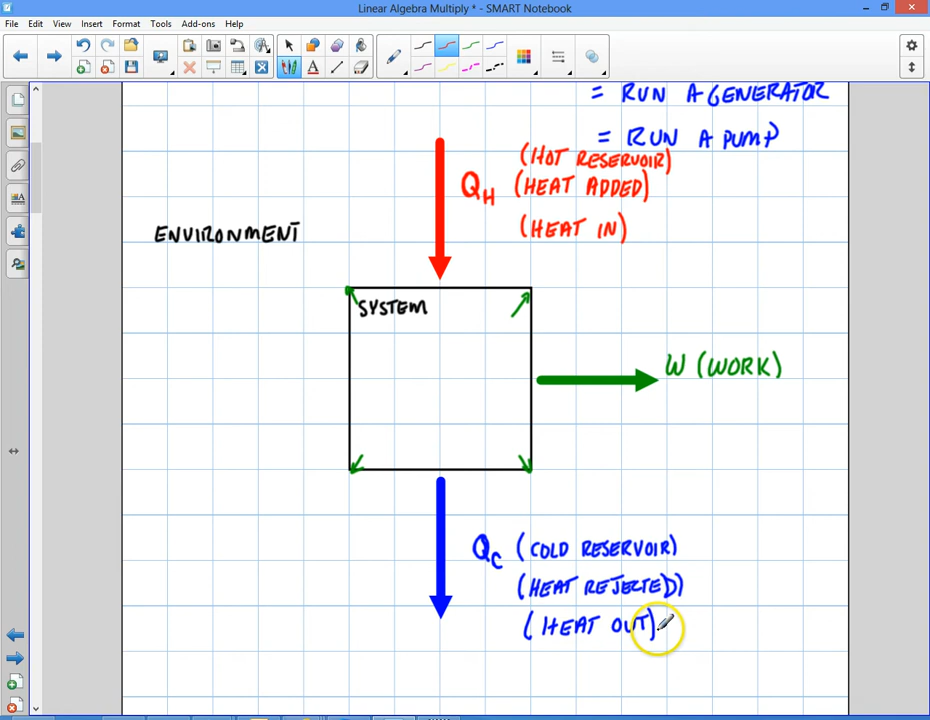 Linear Algebra Multiply * - SMART Notebook
File Edit View Insert Format Tools Add-ons Help
= RUN A GENERATOR
= RUN A PUMP
(HOT RESERVOIR)
QH (HEAT ADDED)
(HEAT IN)
ENVIRONMENT
SYSTEM
W (WORK)
QC (COLD RESERVOIR)
(HEAT REJECTED)
(HEAT OUT)